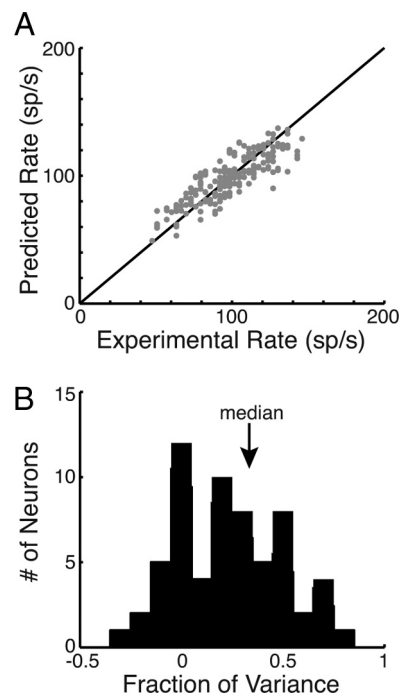 A
200
100
0
Predicted Rate (sp/s)
0
100
200
Experimental Rate (sp/s)
B
15
10
5
0
# of Neurons
median
-0.5
0
0.5
1
Fraction of Variance